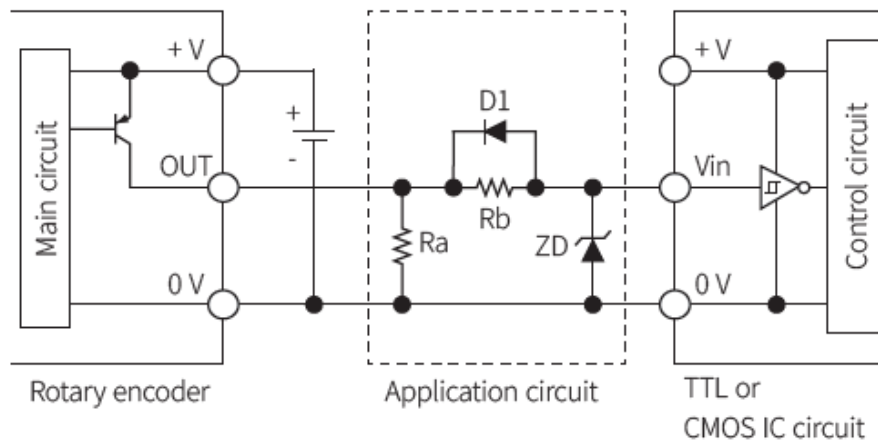 + V
+ V
D1
+
-
OUT
Vin
Main circuit
Rb
Control circuit
Ra
ZD
0 V
0 V
Rotary encoder
Application circuit
TTL or
CMOS IC circuit